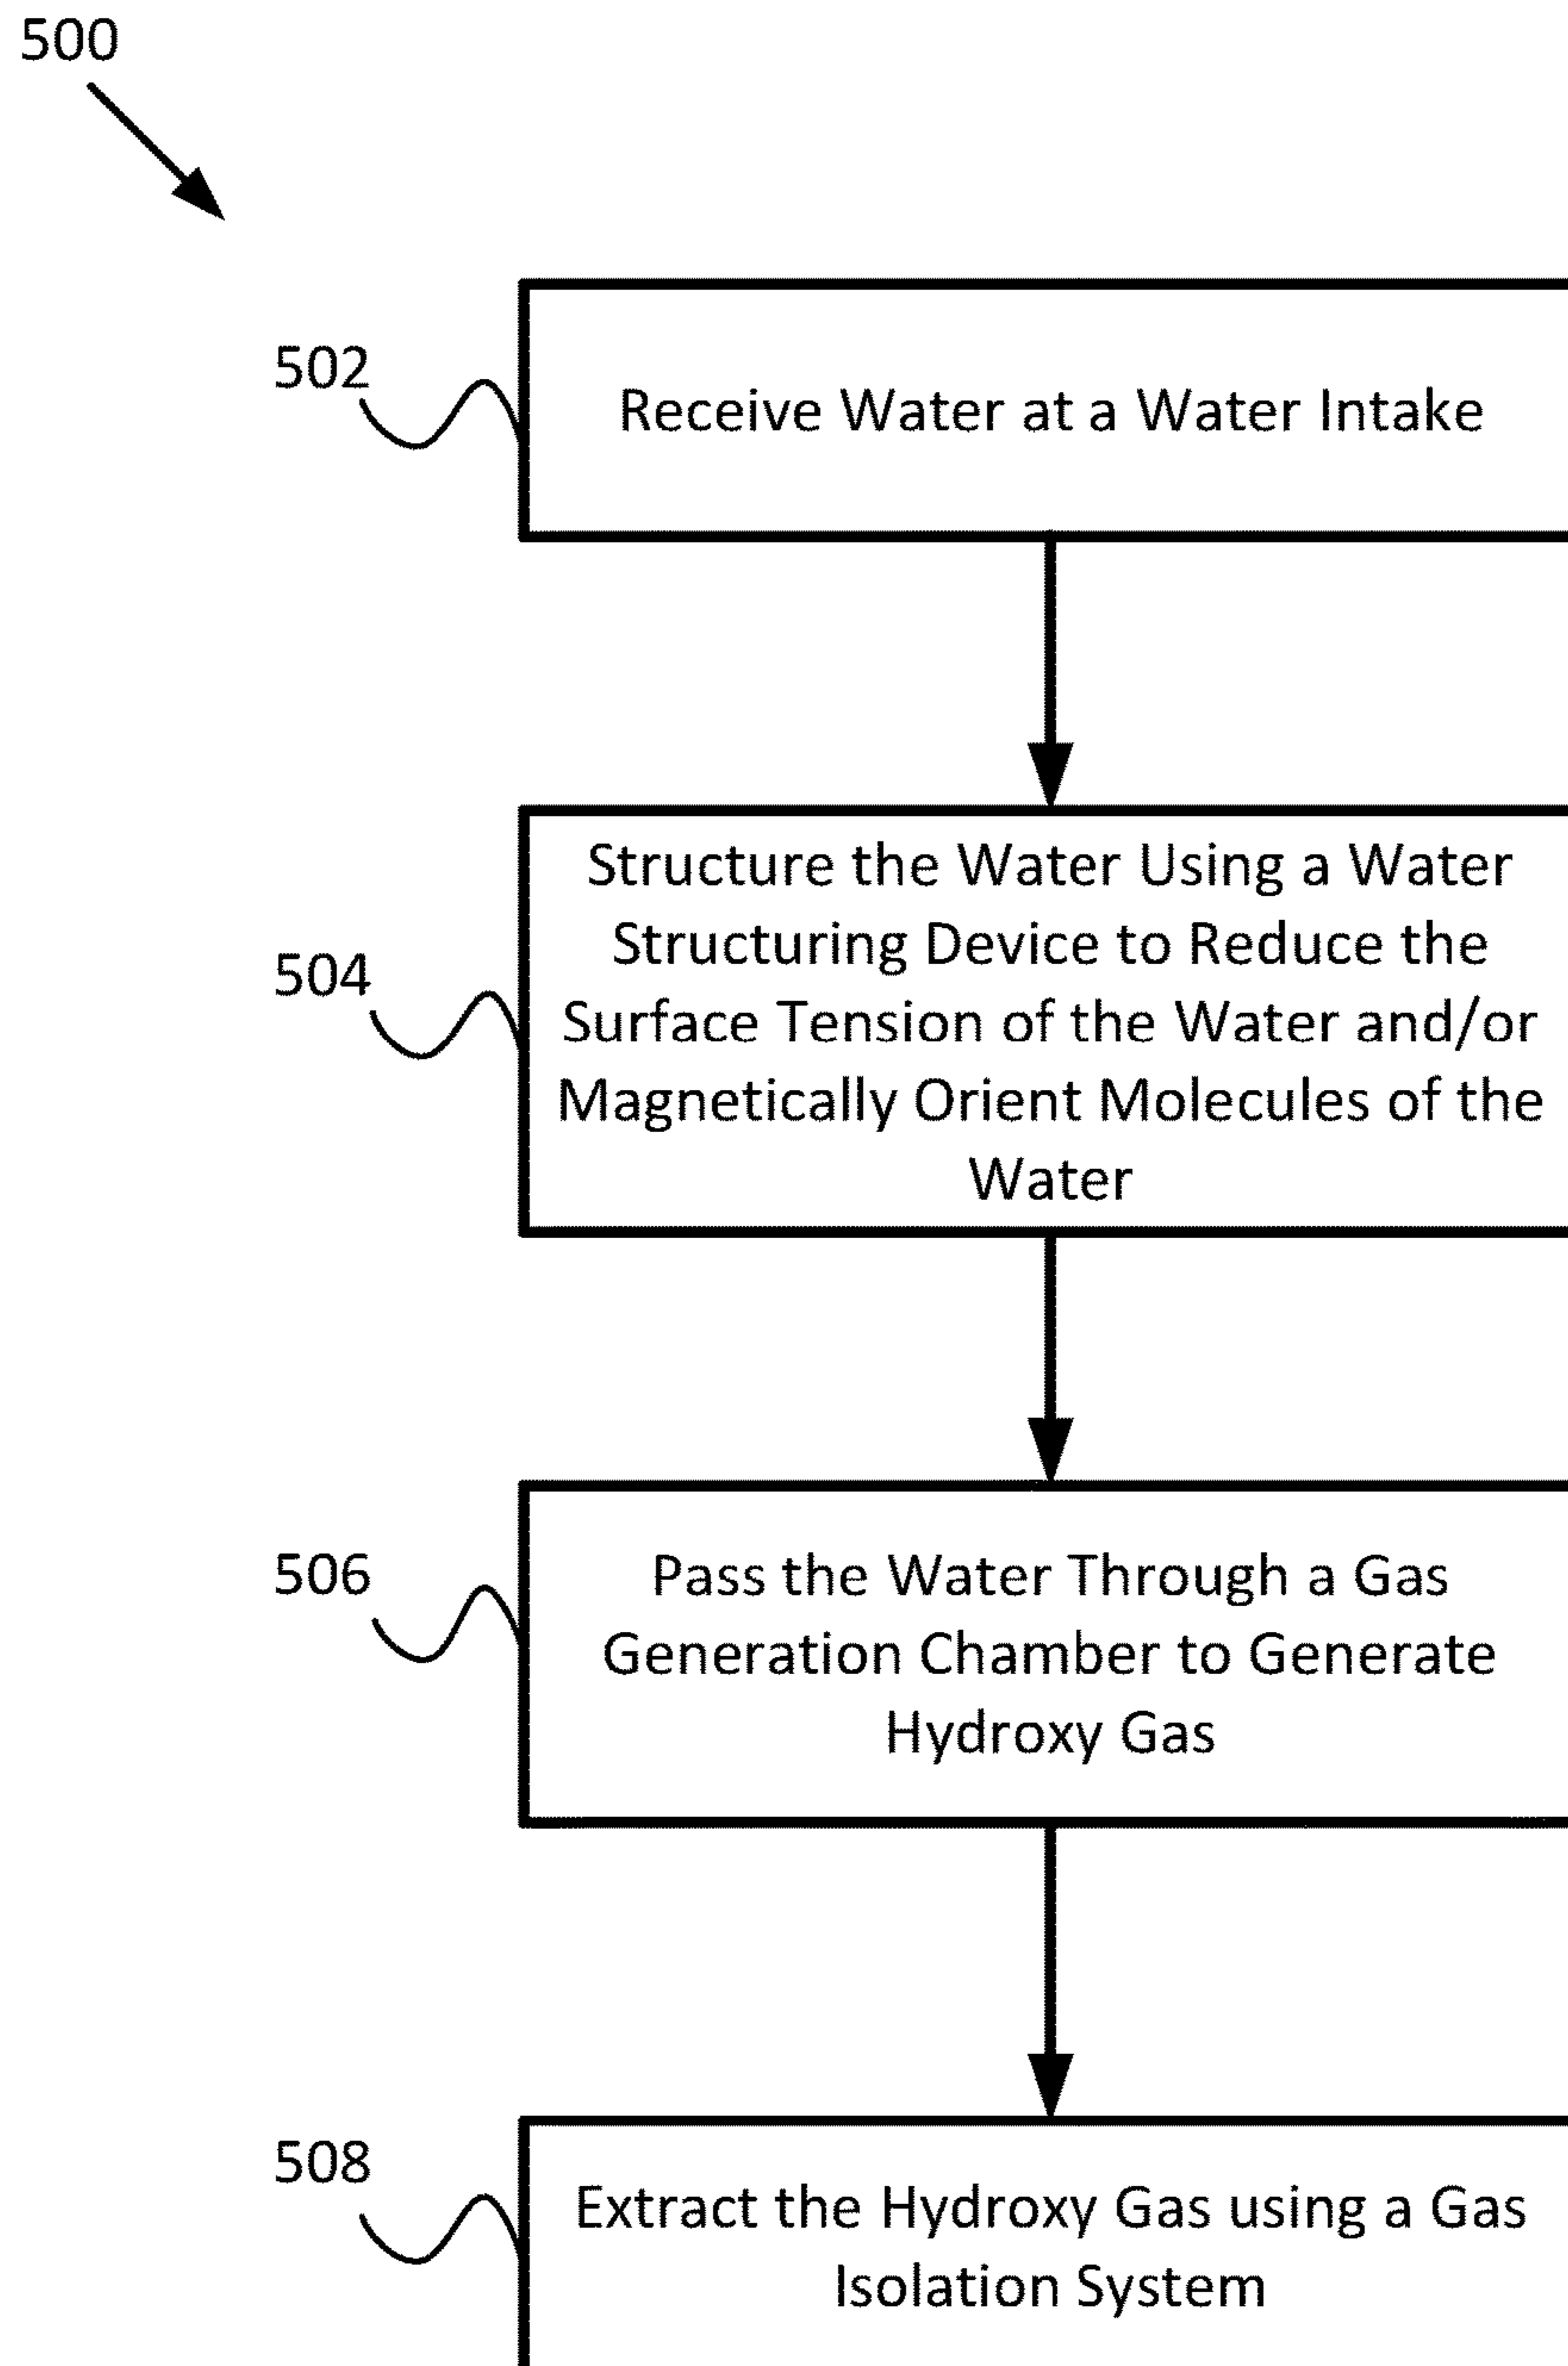 500
502
Receive Water at a Water Intake
504
Structure the Water Using a Water
Structuring Device to Reduce the
Surface Tension of the Water and/or
Magnetically Orient Molecules of the
Water
506
Pass the Water Through a Gas
Generation Chamber to Generate
Hydroxy Gas
508
Extract the Hydroxy Gas using a Gas
Isolation System